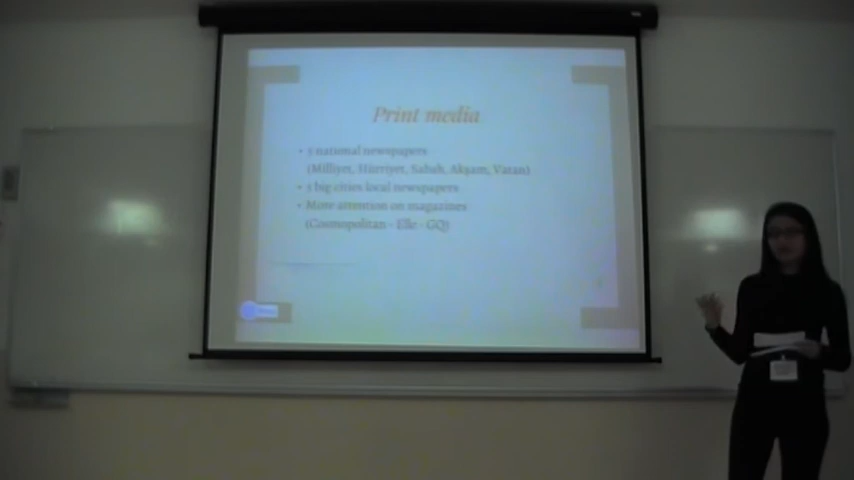 Print media
• 5 national newspapers
(Milliyet, Hürriyet, Sabah, Akşam, Vatan)
• 5 big cities local newspapers
• More attention on magazines
(Cosmopolitan - Elle - GQ)